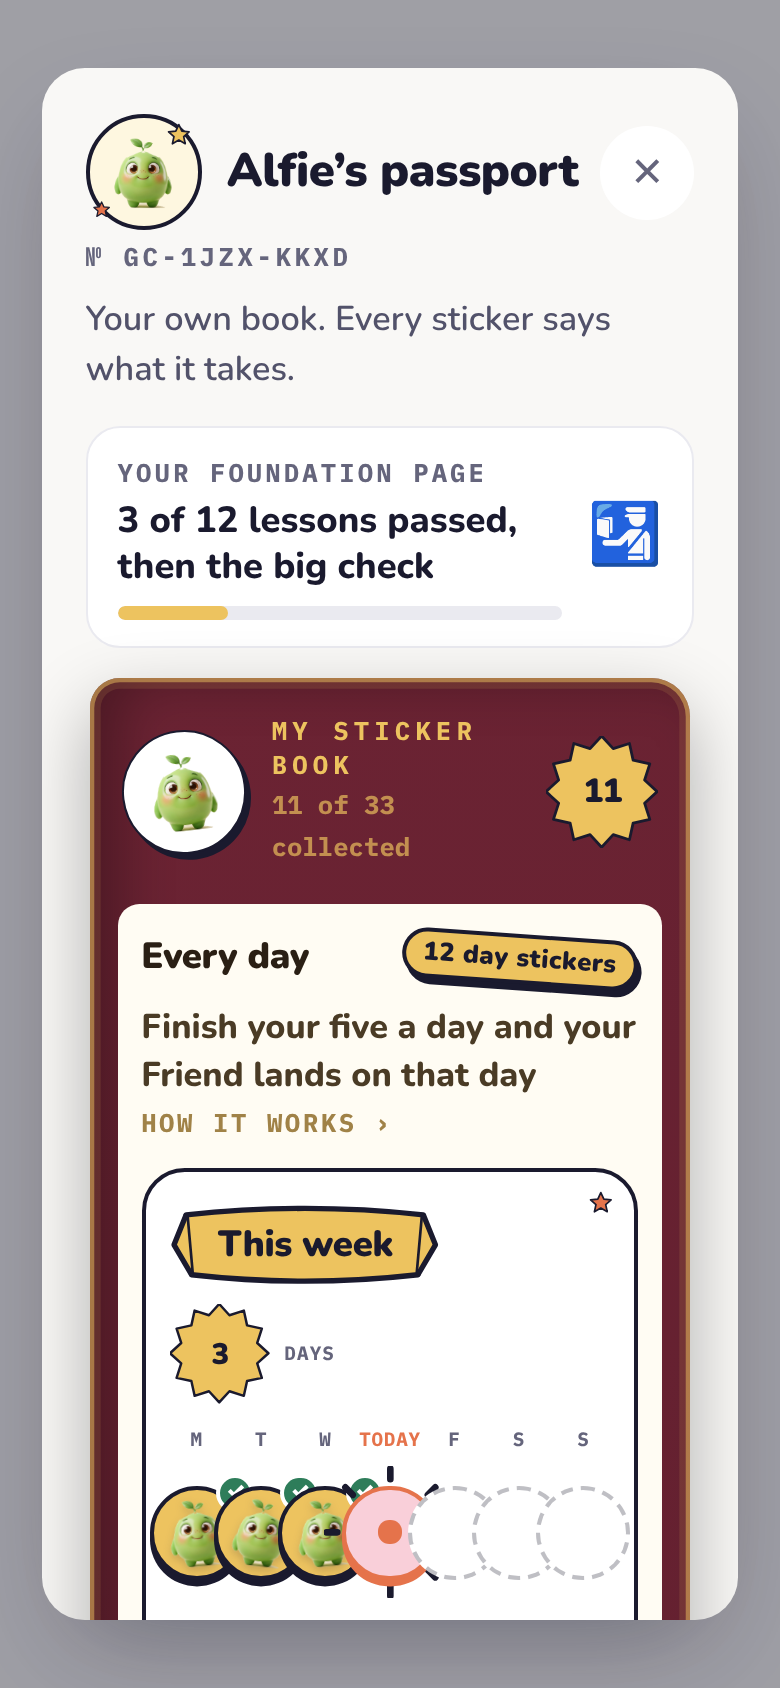 Alfie’s passport
№ GC-1JZX-KKXD
Your own book. Every sticker says
what it takes.
YOUR FOUNDATION PAGE
3 of 12 lessons passed,
then the big check
MY STICKER
BOOK
11 of 33
collected
11
Every day
12 day stickers
Finish your five a day and your
Friend lands on that day
HOW IT WORKS ›
This week
3 DAYS
M T W TODAY F S S